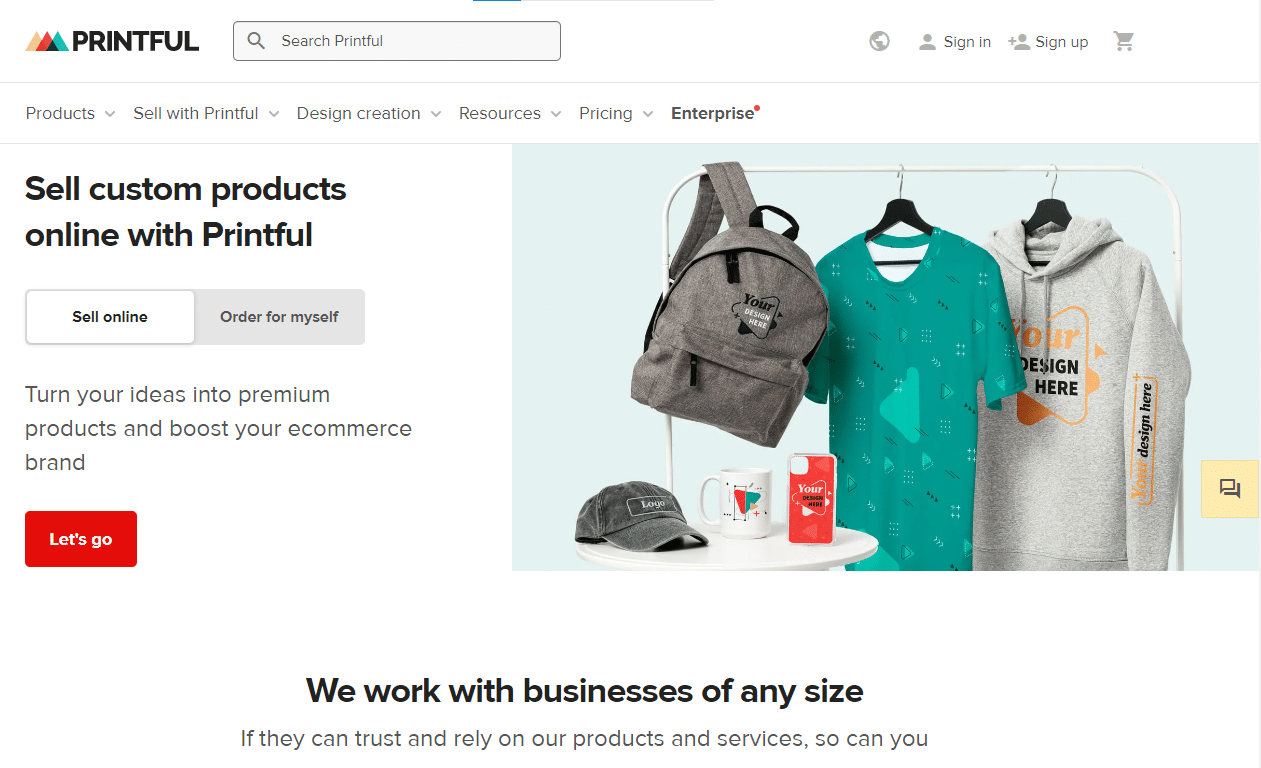 PRINTFUL
Search Printful
Sign in
Sign up
Products
Sell with Printful
Design creation
Resources
Pricing
Enterprise
Sell custom products
online with Printful
Sell online
Order for myself
Turn your ideas into premium
products and boost your ecommerce
brand
Let's go
Your
DESIGN
HERE
Your
DESIGN
HERE
Your design here
Logo
Your
DESIGN
HERE
We work with businesses of any size
If they can trust and rely on our products and services, so can you